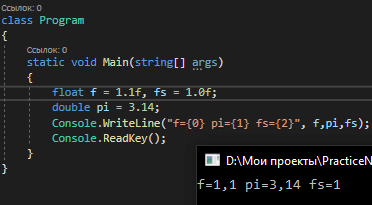 Ссылок: 0
class Program
{
Ссылок: 0
static void Main(string[] args)
{
float f = 1.1f, fs = 1.0f;
double pi = 3.14;
Console.WriteLine("f={0} pi={1} fs={2}", f,pi,fs);
Console.ReadKey();
}
}
D:\Мои проекты\PracticeN
f=1,1 pi=3,14 fs=1